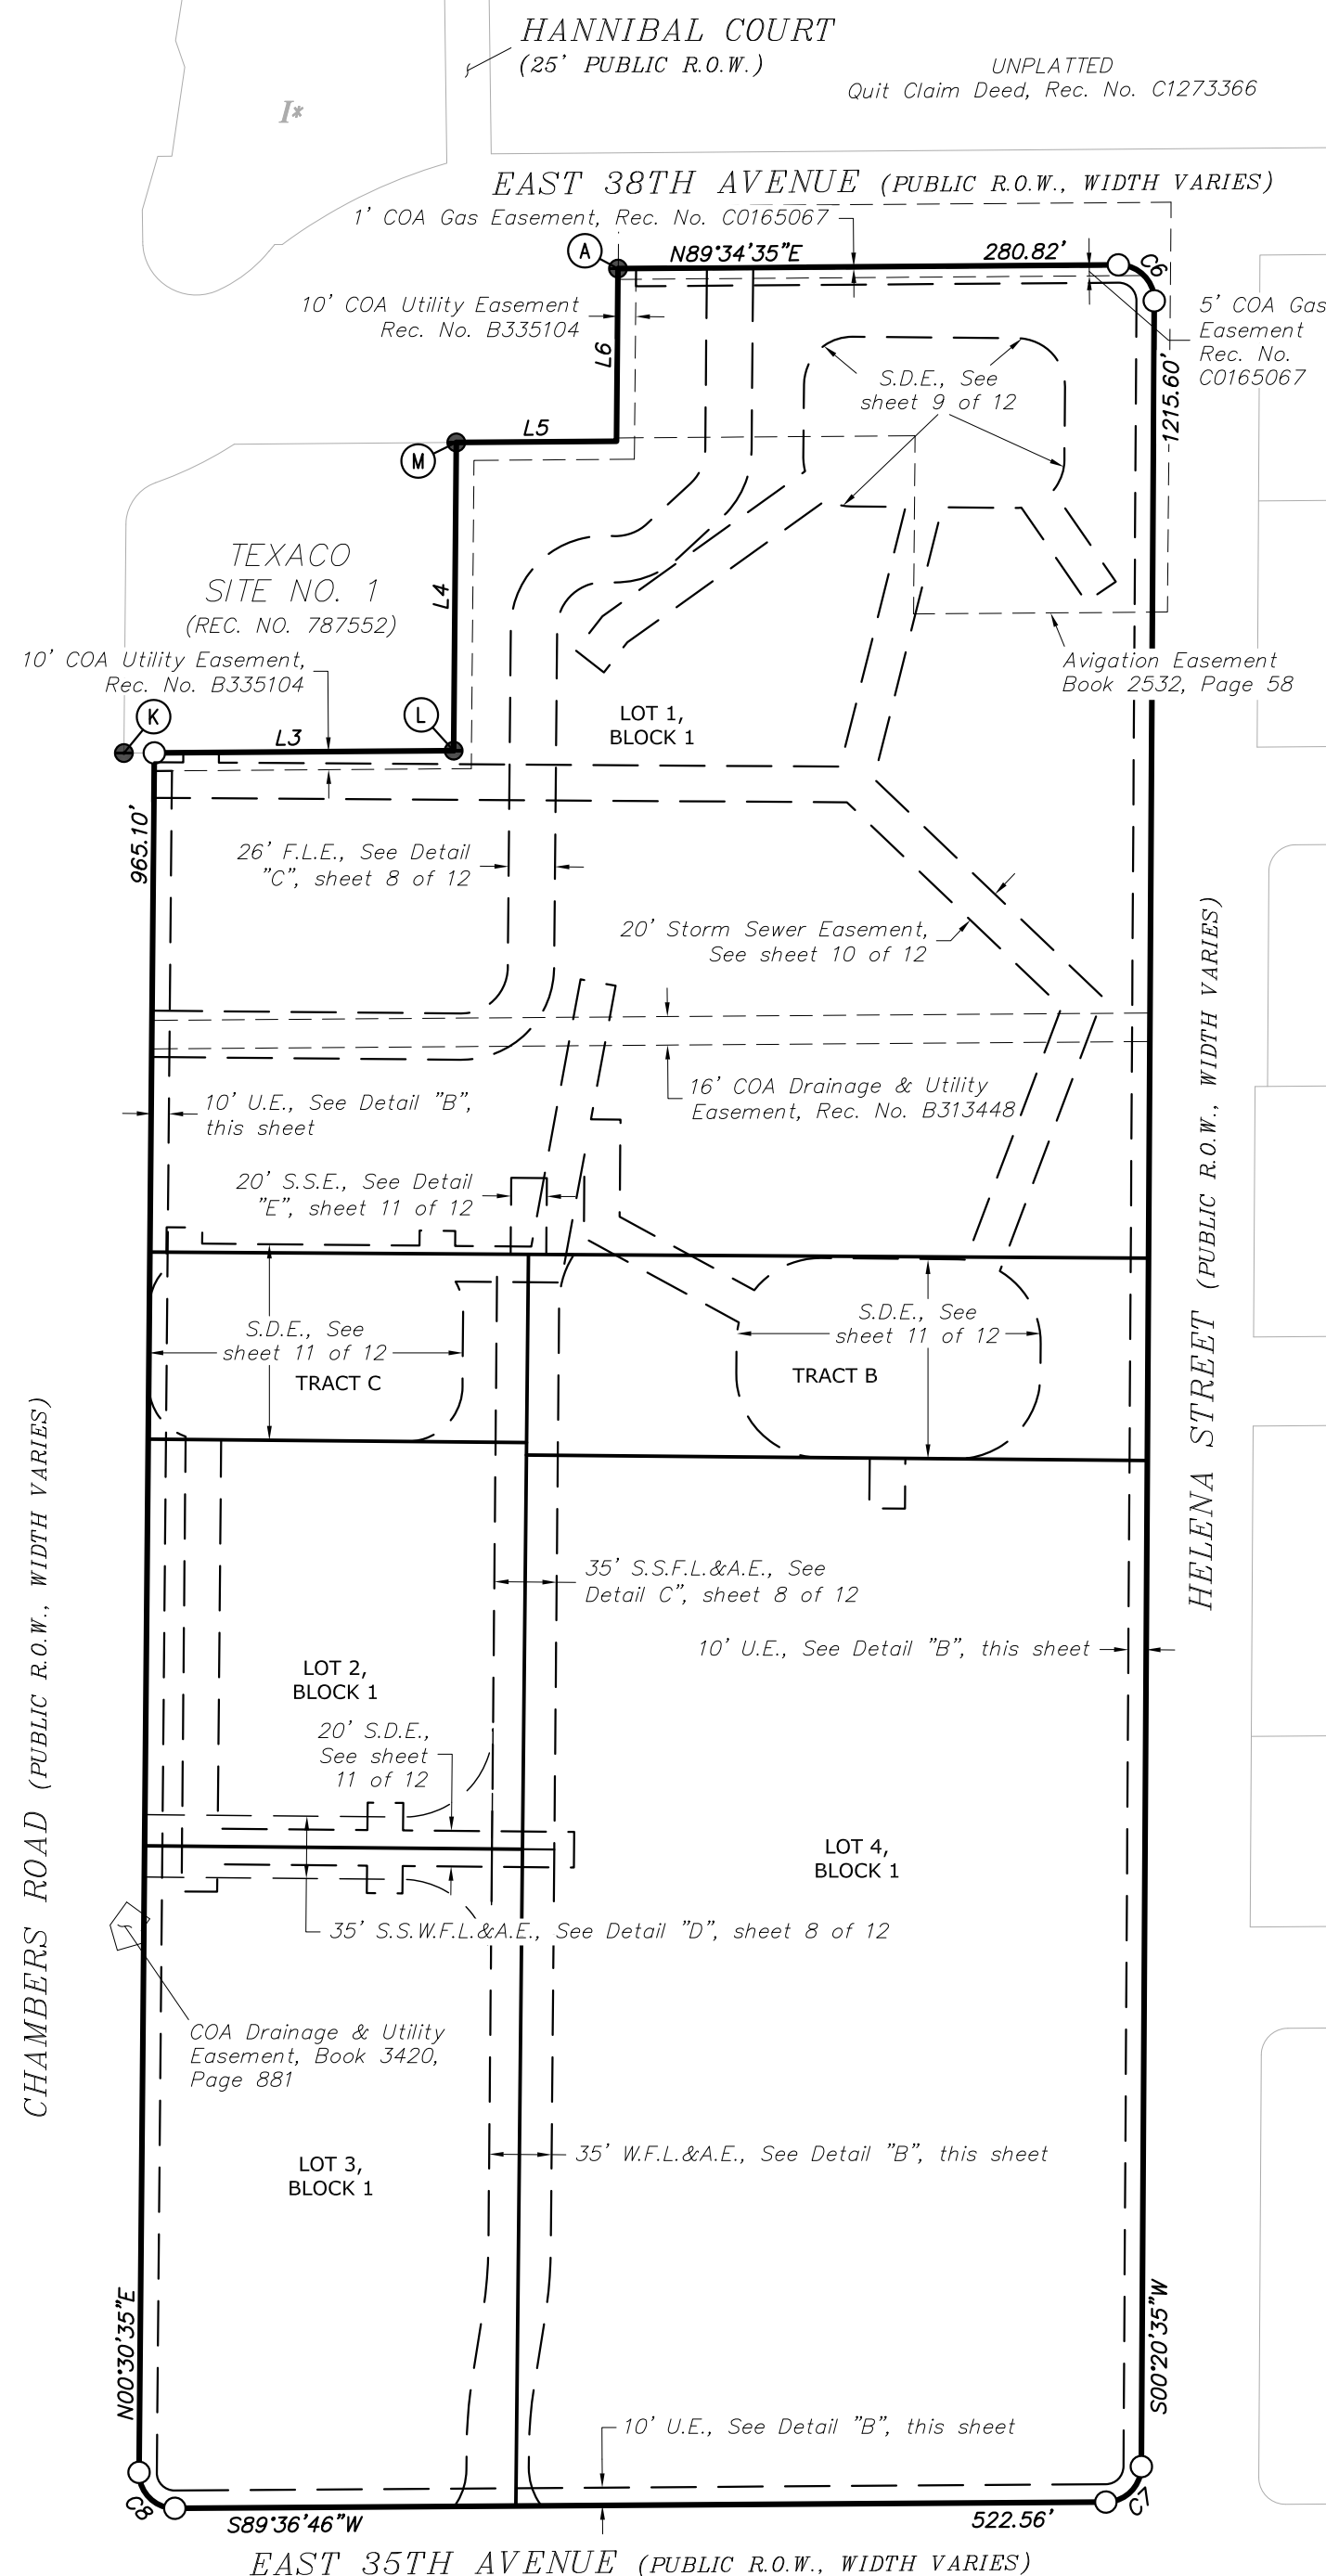 HANNIBAL COURT
(25' PUBLIC R.O.W.)
UNPLATTED
Quit Claim Deed, Rec. No. C1273366
I*
EAST 38TH AVENUE (PUBLIC R.O.W., WIDTH VARIES)
1' COA Gas Easement, Rec. No. C0165067
A
N89°34'35"E
280.82'
C6
10' COA Utility Easement
Rec. No. B335104
L6
5' COA Gas
Easement
Rec. No.
C0165067
1215.60'
S.D.E., See
sheet 9 of 12
L5
M
TEXACO
SITE NO. 1
(REC. NO. 787552)
L4
10' COA Utility Easement,
Rec. No. B335104
Avigation Easement
Book 2532, Page 58
K
L
L3
LOT 1,
BLOCK 1
965.10'
26' F.L.E., See Detail
"C", sheet 8 of 12
20' Storm Sewer Easement,
See sheet 10 of 12
16' COA Drainage & Utility
Easement, Rec. No. B313448
10' U.E., See Detail "B",
this sheet
20' S.S.E., See Detail
"E", sheet 11 of 12
HELENA STREET (PUBLIC R.O.W., WIDTH VARIES)
S.D.E., See
sheet 11 of 12
TRACT C
S.D.E., See
sheet 11 of 12
TRACT B
CHAMBERS ROAD (PUBLIC R.O.W., WIDTH VARIES)
35' S.S.F.L.&A.E., See
Detail C", sheet 8 of 12
10' U.E., See Detail "B", this sheet
LOT 2,
BLOCK 1
20' S.D.E.,
See sheet
11 of 12
LOT 4,
BLOCK 1
35' S.S.W.F.L.&A.E., See Detail "D", sheet 8 of 12
COA Drainage & Utility
Easement, Book 3420,
Page 881
35' W.F.L.&A.E., See Detail "B", this sheet
LOT 3,
BLOCK 1
N00°30'35"E
S00°20'35"W
10' U.E., See Detail "B", this sheet
C8
C7
S89°36'46"W
522.56'
EAST 35TH AVENUE (PUBLIC R.O.W., WIDTH VARIES)